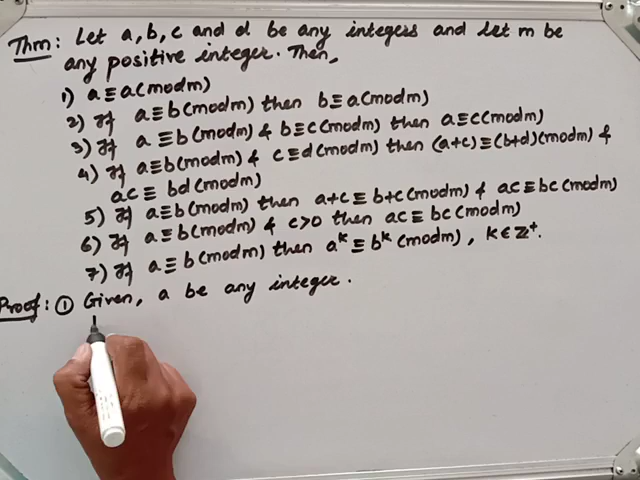 Thm: Let a, b, c and d be any integers and let m be
any positive integer. Then,
1) a ≡ a (mod m)
2) If a ≡ b (mod m) then b ≡ a (mod m)
3) If a ≡ b (mod m) & b ≡ c (mod m) then a ≡ c (mod m)
4) If a ≡ b (mod m) & c ≡ d (mod m) then (a+c) ≡ (b+d) (mod m) &
ac ≡ bd (mod m)
5) If a ≡ b (mod m) then a+c ≡ b+c (mod m) & ac ≡ bc (mod m)
6) If a ≡ b (mod m) & c>0 then ac ≡ bc (mod m)
7) If a ≡ b (mod m) then aᵏ ≡ bᵏ (mod m), k ∈ ℤ⁺.
Proof: ① Given, a be any integer.